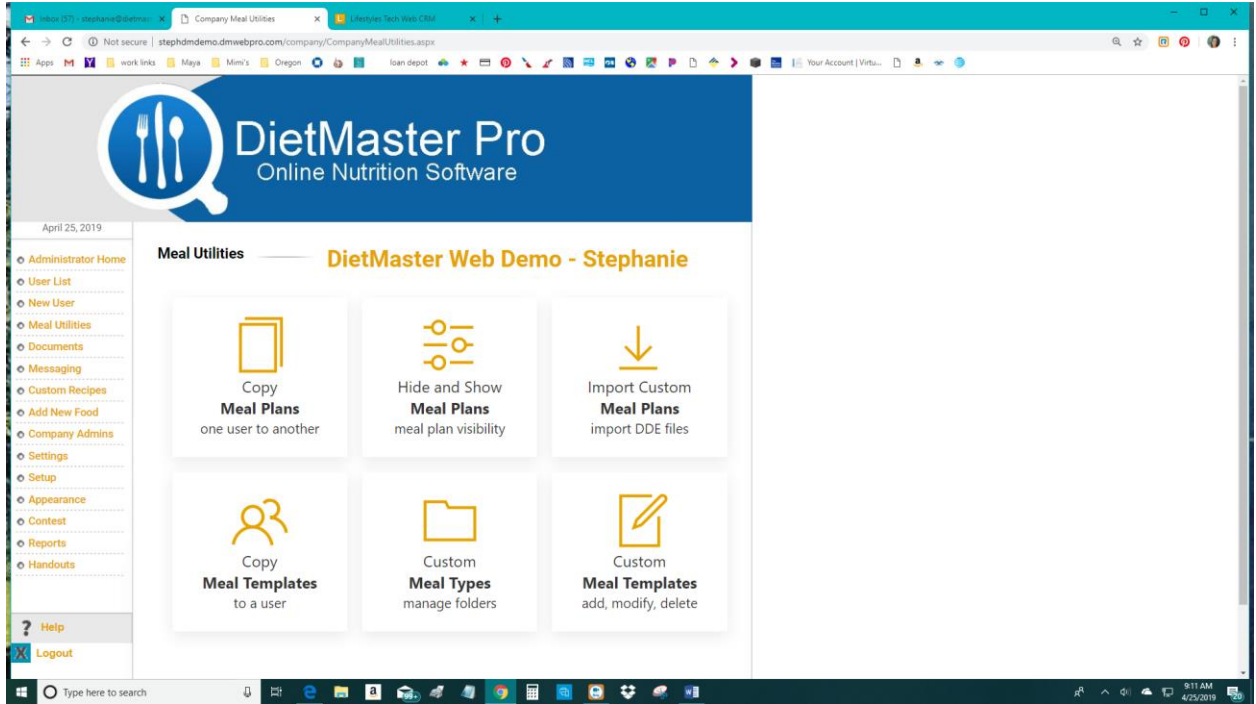 Inbox (57) - stephanie@dietmas
Company Meal Utilities
Lifestyles Tech Web CRM
Not secure | stephdmdemo.dmwebpro.com/company/CompanyMealUtilities.aspx
Apps
work links
Maya
Mimi's
Oregon
loan depot
Your Account | Virtu...
DietMaster Pro
Online Nutrition Software
April 25, 2019
Administrator Home
User List
New User
Meal Utilities
Documents
Messaging
Custom Recipes
Add New Food
Company Admins
Settings
Setup
Appearance
Contest
Reports
Handouts
? Help
X Logout
Meal Utilities
DietMaster Web Demo - Stephanie
Copy
Meal Plans
one user to another
Hide and Show
Meal Plans
meal plan visibility
Import Custom
Meal Plans
import DDE files
Copy
Meal Templates
to a user
Custom
Meal Types
manage folders
Custom
Meal Templates
add, modify, delete
Type here to search
9:11 AM
4/25/2019